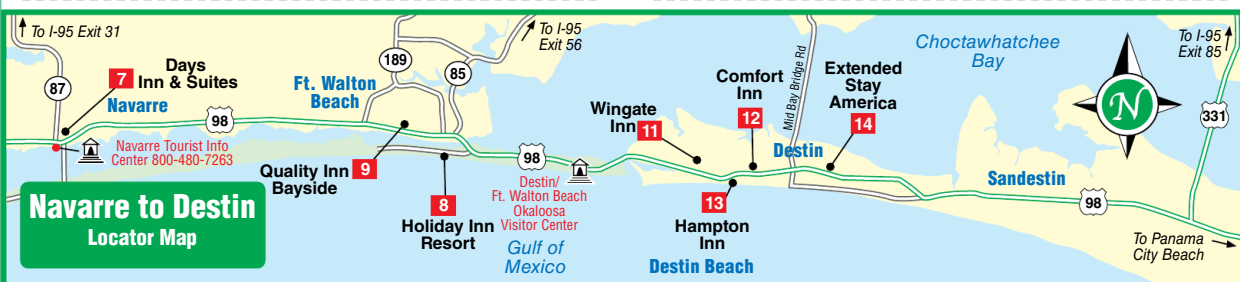 To I-95 Exit 31
87
7
Days
Inn & Suites
Navarre
98
Navarre Tourist Info
Center 800-480-7263
Navarre to Destin
Locator Map
189
85
To I-95
Exit 56
Ft. Walton
Beach
Quality Inn
Bayside
9
8
Holiday Inn
Resort
98
Destin/
Ft. Walton Beach
Okaloosa
Visitor Center
Gulf of
Mexico
Wingate
Inn
11
Comfort
Inn
12
13
Hampton
Inn
Destin Beach
Mid Bay Bridge Rd
Destin
Extended
Stay
America
14
Choctawhatchee
Bay
Sandestin
98
N
To I-95
Exit 85
331
To Panama
City Beach